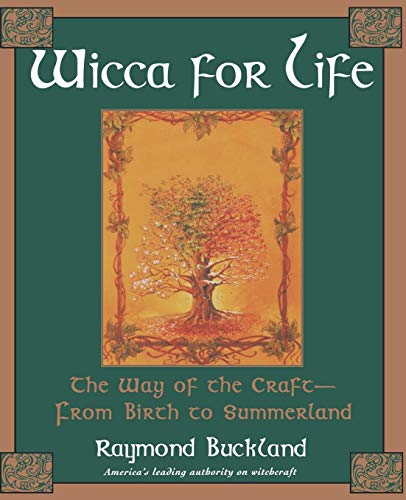 Wicca for Life
The Way of the Craft—
From Birth to Summerland
Raymond Buckland
America's leading authority on witchcraft